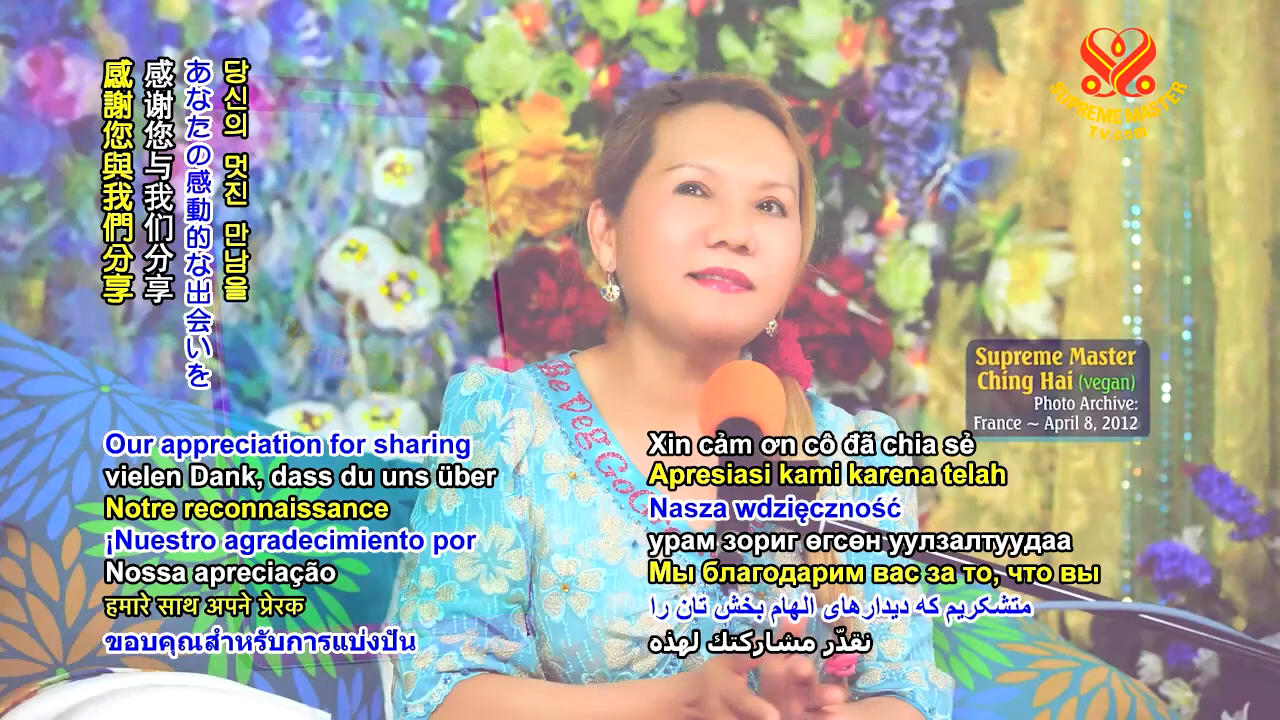 感謝您與我們分享
感谢您与我们分享
あなたの感動的な出会いを
당신의 멋진 만남을
SUPREME MASTER
TV.com
Be Veg Go
Supreme Master
Ching Hai (vegan)
Photo Archive:
France ~ April 8, 2012
Our appreciation for sharing
vielen Dank, dass du uns über
Notre reconnaissance
¡Nuestro agradecimiento por
Nossa apreciação
हमारे साथ अपने प्रेरक
ขอบคุณสำหรับการแบ่งปัน
Xin cảm ơn cô đã chia sẻ
Apresiasi kami karena telah
Nasza wdzięczność
урам зориг өгсөн уулзалтуудаа
Мы благодарим вас за то, что вы
متشکریم که دیدار های الهام بخش تان را
نقدّر مشاركتك لهذه